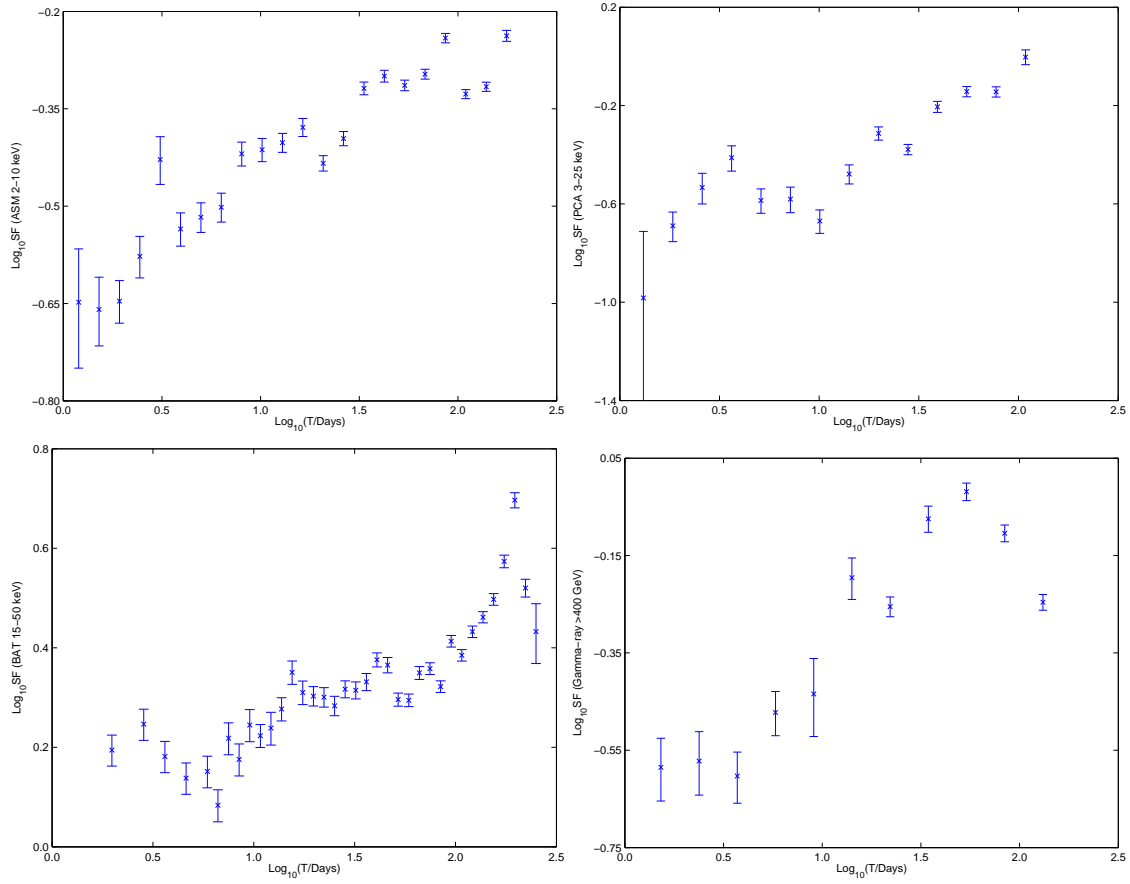 −0.2
−0.35
−0.5
−0.65
−0.80
Log10SF (ASM 2−10 keV)
0.0 0.5 1.0 1.5 2.0 2.5
Log10(T/Days)
0.2
−0.2
−0.6
−1.0
−1.4
Log10SF (PCA 3−25 keV)
0.0 0.5 1.0 1.5 2.0 2.5
Log10(T/Days)
0.8
0.6
0.4
0.2
0.0
Log10SF (BAT 15−50 keV)
0.0 0.5 1.0 1.5 2.0 2.5
Log10(T/Days)
0.05
−0.15
−0.35
−0.55
−0.75
Log10SF (Gamma−ray >400 GeV)
0.0 0.5 1.0 1.5 2.0 2.5
Log10(T/Days)